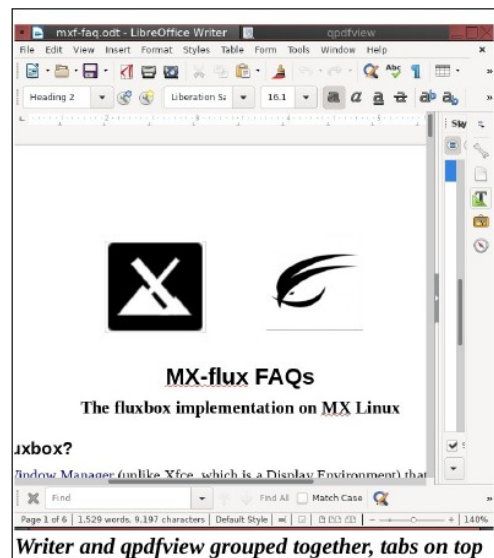 mxf-faq.odt - LibreOffice Writer qpdfview
File Edit View Insert Format Styles Table Form Tools Window Help
Heading 2 Liberation Sa 16.1
MX-flux FAQs
The fluxbox implementation on MX Linux
uxbox?
Window Manager (unlike Xfce, which is a Display Environment) that
Find Find All Match Case
Page 1 of 6 1,529 words, 9,197 characters Default Style 140%
Writer and qpdfview grouped together, tabs on top